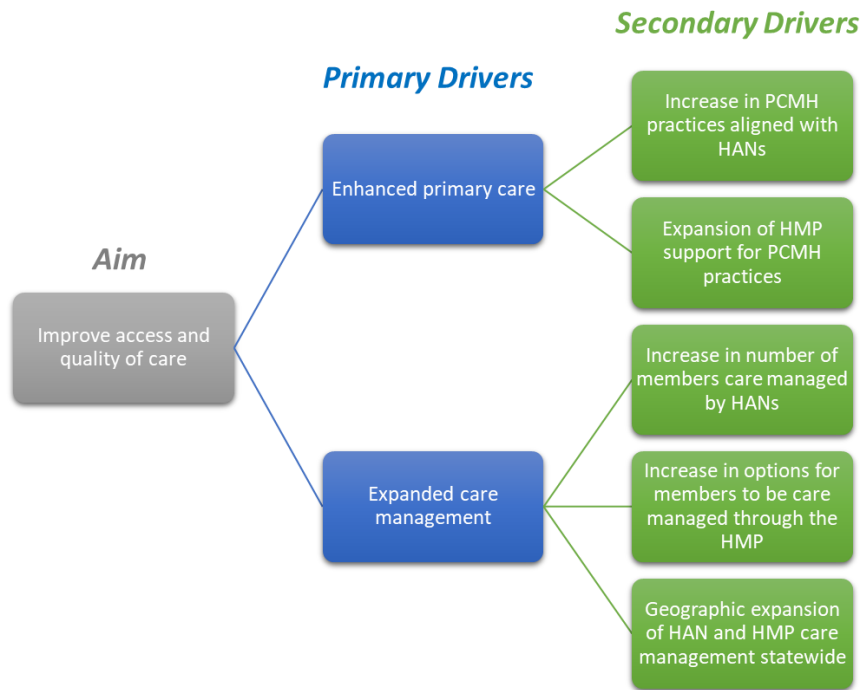 Secondary Drivers
Primary Drivers
Aim
Improve access and
quality of care
Enhanced primary care
Expanded care
management
Increase in PCMH
practices aligned with
HANs
Expansion of HMP
support for PCMH
practices
Increase in number of
members care managed
by HANs
Increase in options for
members to be care
managed through the
HMP
Geographic expansion
of HAN and HMP care
management statewide